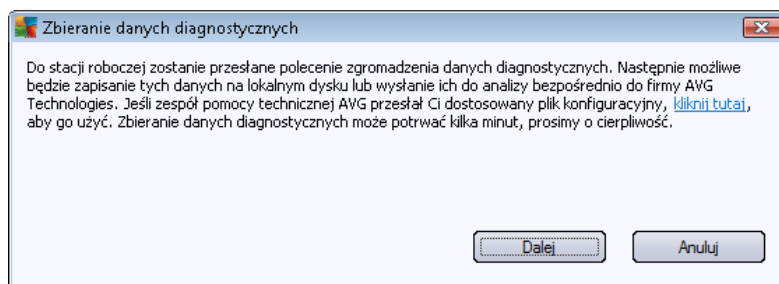 Zbieranie danych diagnostycznych
Do stacji roboczej zostanie przesłane polecenie zgromadzenia danych diagnostycznych. Następnie możliwe
będzie zapisanie tych danych na lokalnym dysku lub wysłanie ich do analizy bezpośrednio do firmy AVG
Technologies. Jeśli zespół pomocy technicznej AVG przesłał Ci dostosowany plik konfiguracyjny, kliknij tutaj,
aby go użyć. Zbieranie danych diagnostycznych może potrwać kilka minut, prosimy o cierpliwość.
Dalej Anuluj